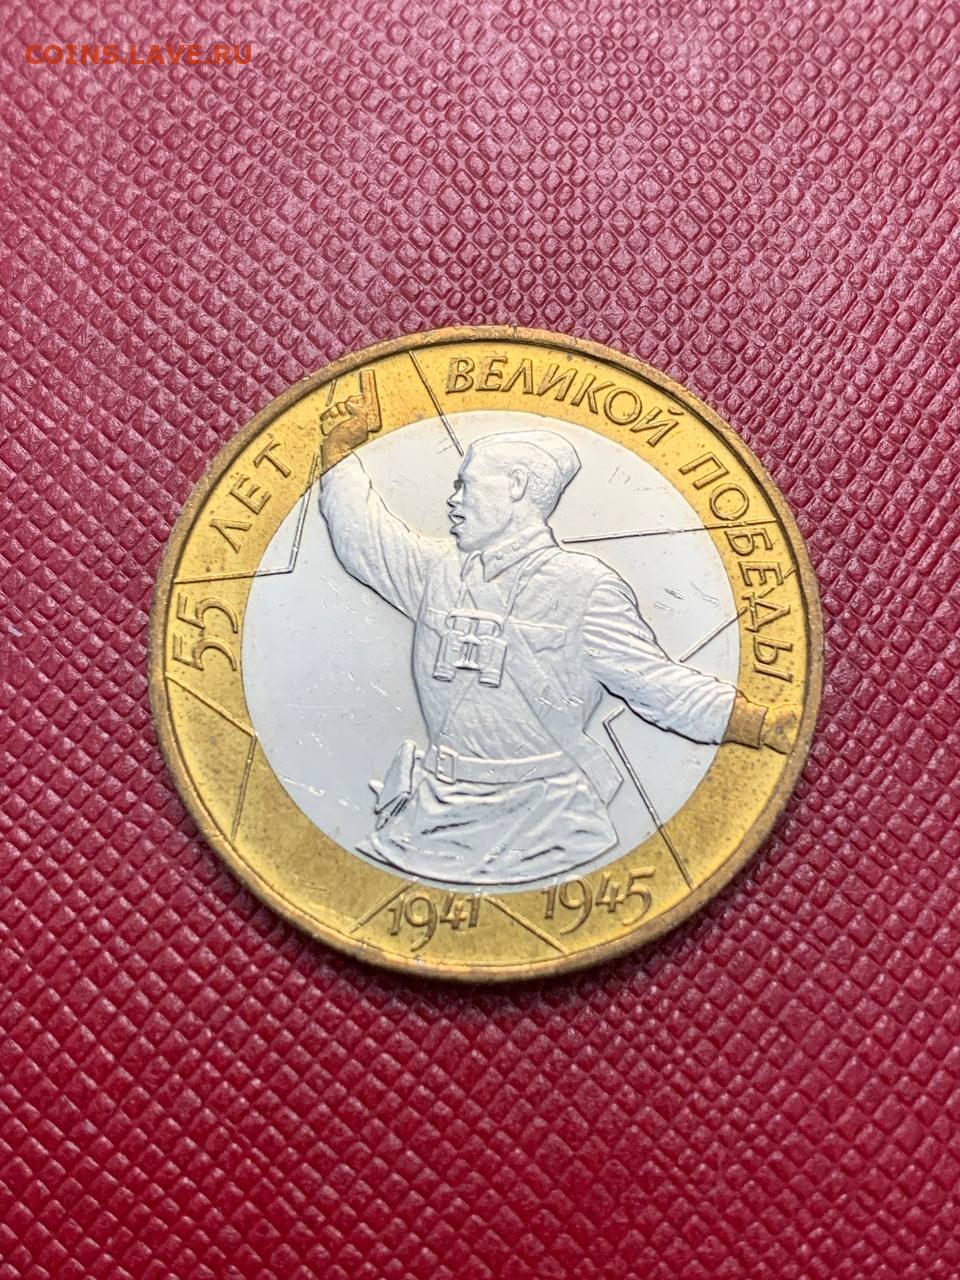 COINS.LAVE.RU
55 ЛЕТ ВЕЛИКОЙ ПОБЕДЫ
1941 1945